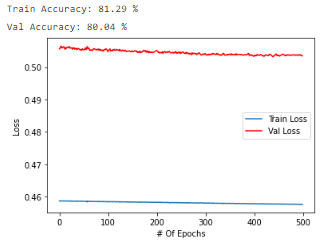 Train Accuracy: 81.29 %
Val Accuracy: 80.04 %
0.50
0.49
0.48
0.47
0.46
Loss
Train Loss
Val Loss
0
100
200
300
400
500
# Of Epochs